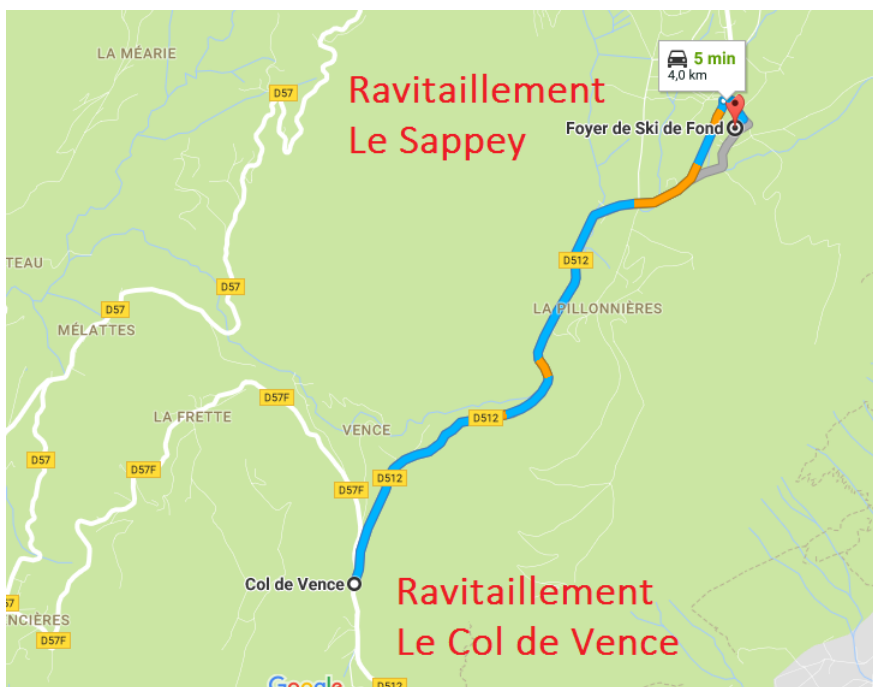 LA MÉARIE
D57
Ravitaillement
Le Sappey
5 min
4,0 km
Foyer de Ski de Fond
TEAU
D57
D57
MÉLATTES
D512
LA PILLONNIÈRES
D57F
LA FRETTE
VENCE
D512
D57
D57F
D512
D57F
Col de Vence
Ravitaillement
Le Col de Vence
57
NCIÈRES
D57F
Google
D512